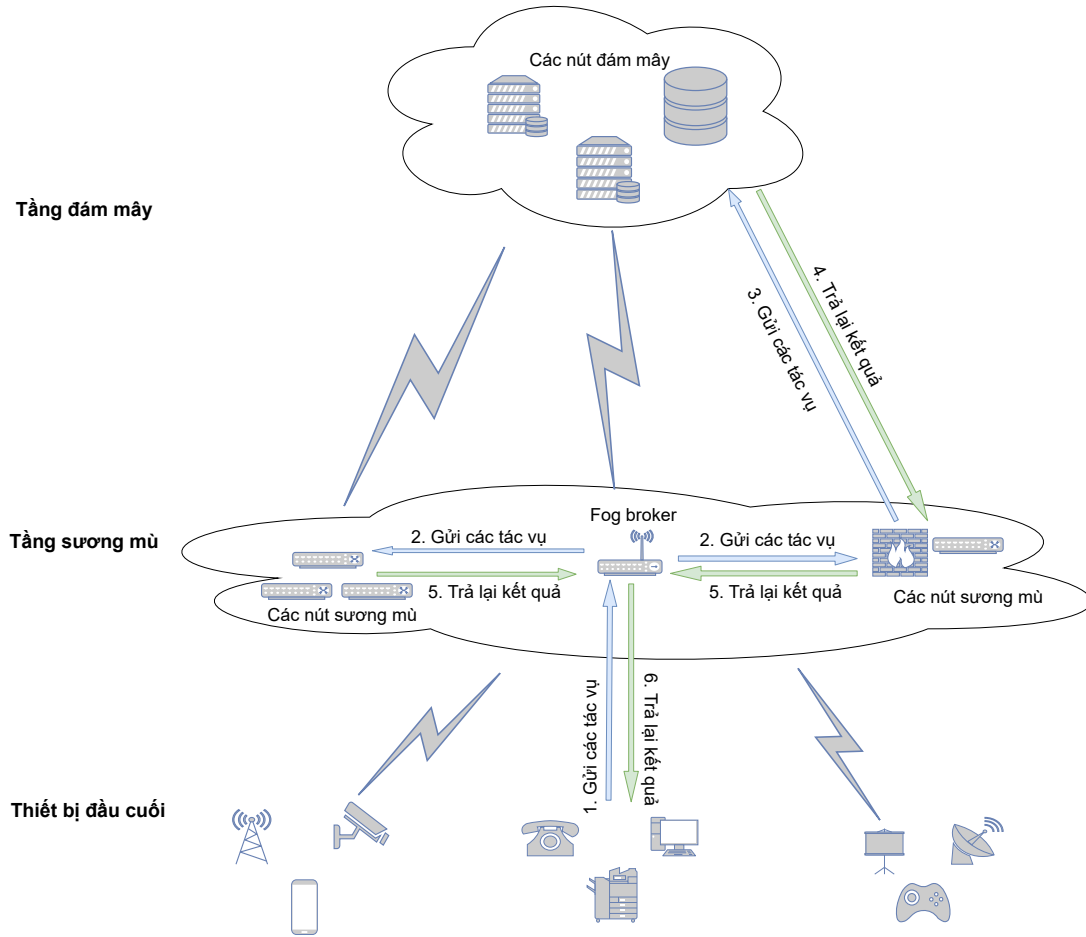 Các nút đám mây
Tầng đám mây
3. Gửi các tác vụ
4. Trả lại kết quả
Tầng sương mù
Fog broker
2. Gửi các tác vụ
2. Gửi các tác vụ
5. Trả lại kết quả
5. Trả lại kết quả
Các nút sương mù
Các nút sương mù
1. Gửi các tác vụ
6. Trả lại kết quả
Thiết bị đầu cuối